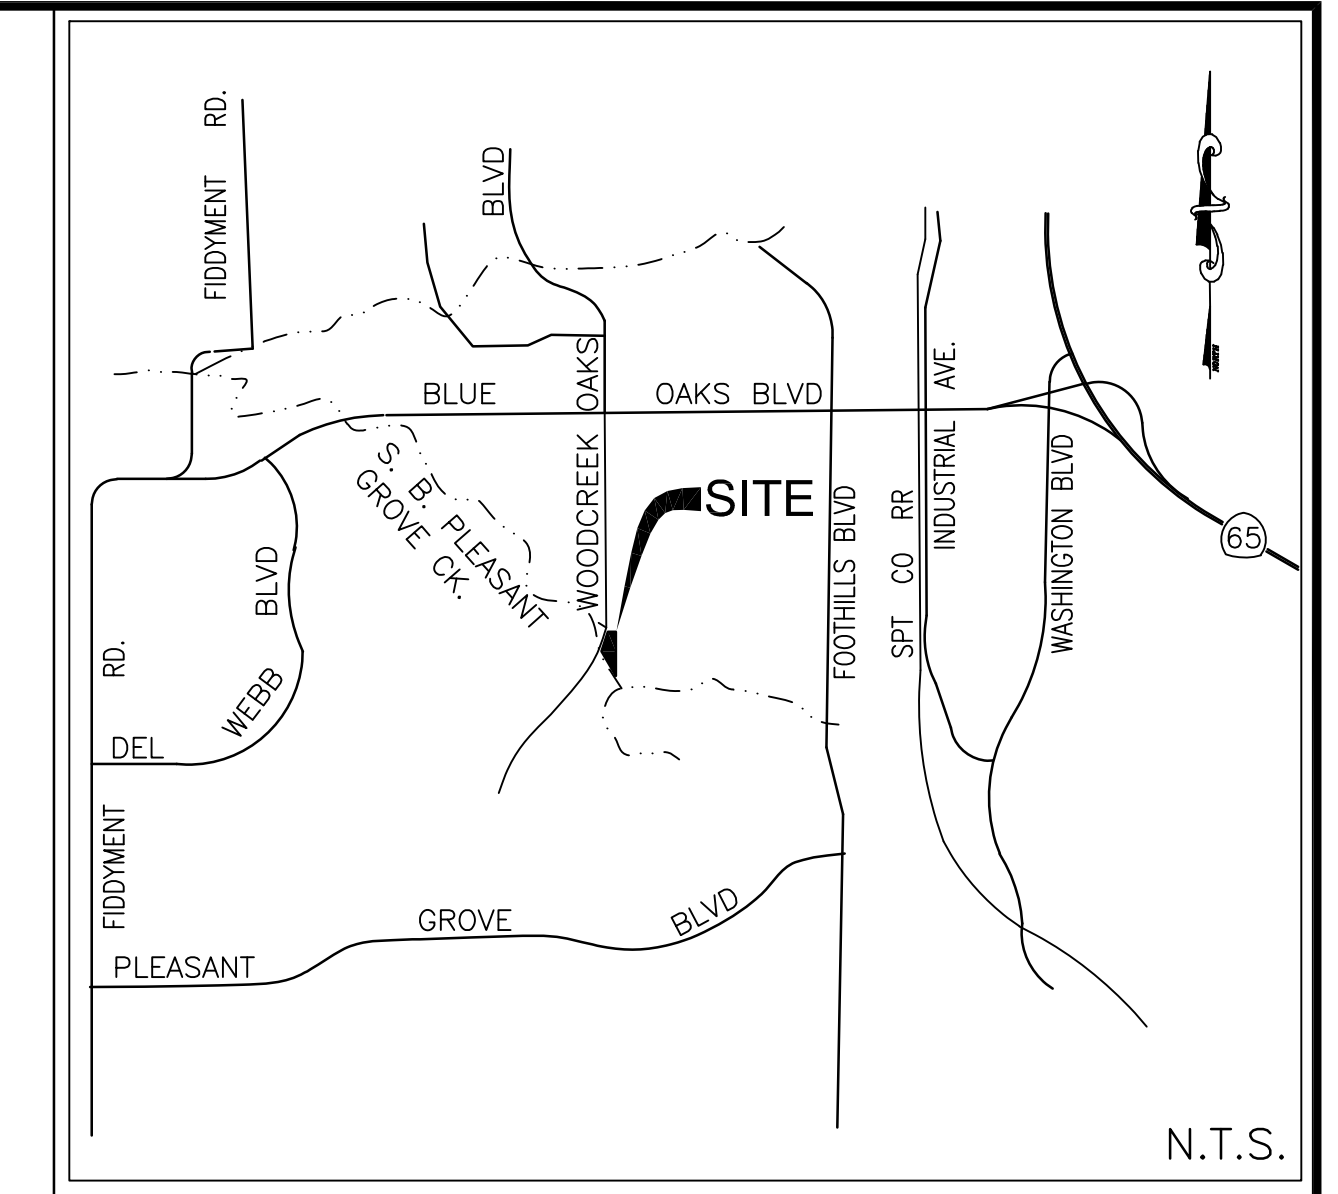 FIDDYMENT RD.
BLVD
WOODCREEK OAKS
BLUE OAKS BLVD
INDUSTRIAL AVE.
SPT CO RR
WASHINGTON BLVD
65
S. B. PLEASANT
GROVE CK.
SITE
FOOTHILLS BLVD
DEL WEBB BLVD
FIDDYMENT RD.
PLEASANT GROVE BLVD
NORTH
N.T.S.